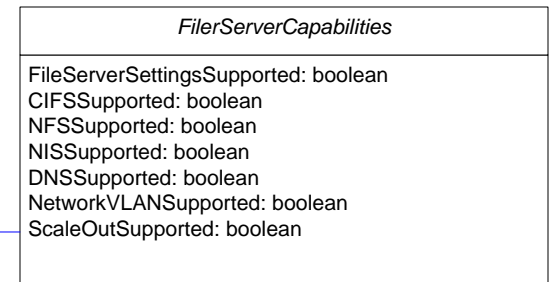 FilerServerCapabilities
FileServerSettingsSupported: boolean
CIFSSupported: boolean
NFSSupported: boolean
NISSupported: boolean
DNSSupported: boolean
NetworkVLANSupported: boolean
ScaleOutSupported: boolean